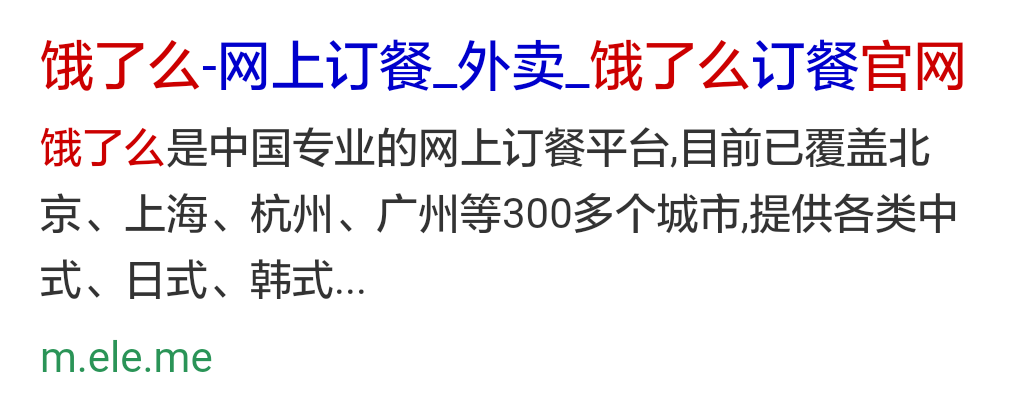 饿了么-网上订餐_外卖_饿了么订餐官网
饿了么是中国专业的网上订餐平台,目前已覆盖北
京、上海、杭州、广州等300多个城市,提供各类中
式、日式、韩式...
m.ele.me